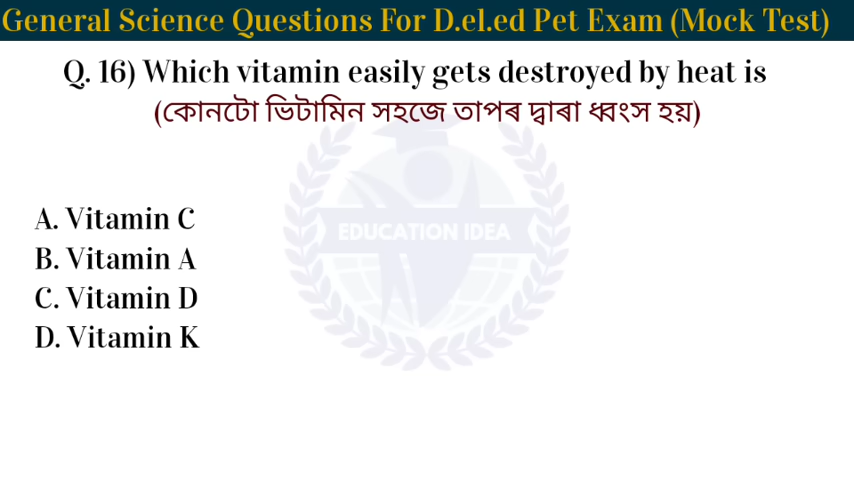 General Science Questions For D.el.ed Pet Exam (Mock Test)
Q. 16) Which vitamin easily gets destroyed by heat is
(কোনটো ভিটামিন সহজে তাপৰ দ্বাৰা ধ্বংস হয়)
EDUCATION IDEA
A. Vitamin C
B. Vitamin A
C. Vitamin D
D. Vitamin K